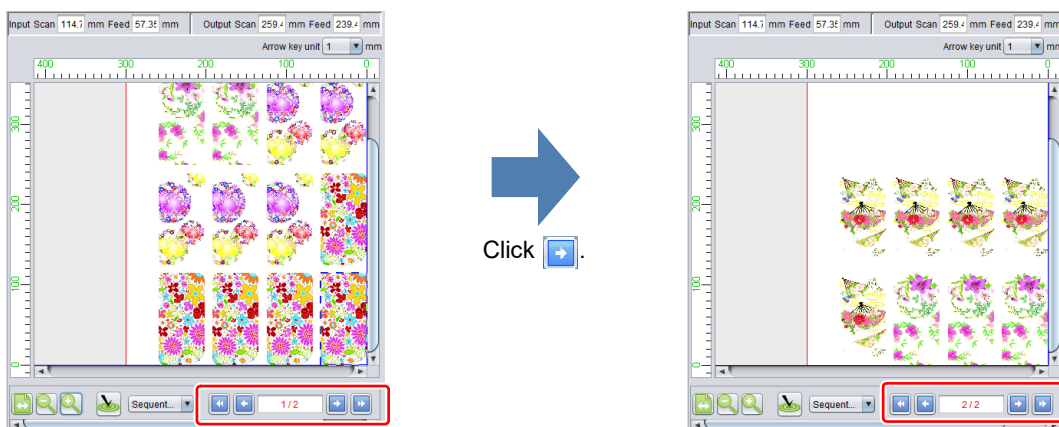 Input Scan 114.7 mm Feed 57.35 mm Output Scan 259.4 mm Feed 239.4 mm
Arrow key unit 1 mm
400 300 200 100 0
300
200
100
0
Sequent... 1 / 2
Click .
nput Scan 114.7 mm Feed 57.35 mm Output Scan 259.4 mm Feed 239.4 mm
Arrow key unit 1 mm
400 300 200 100 0
300
200
100
0
Sequent... 2 / 2